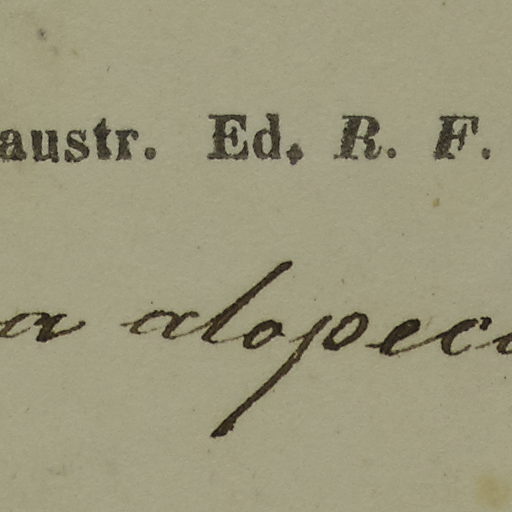 austr. Ed. R. F.
a alopec